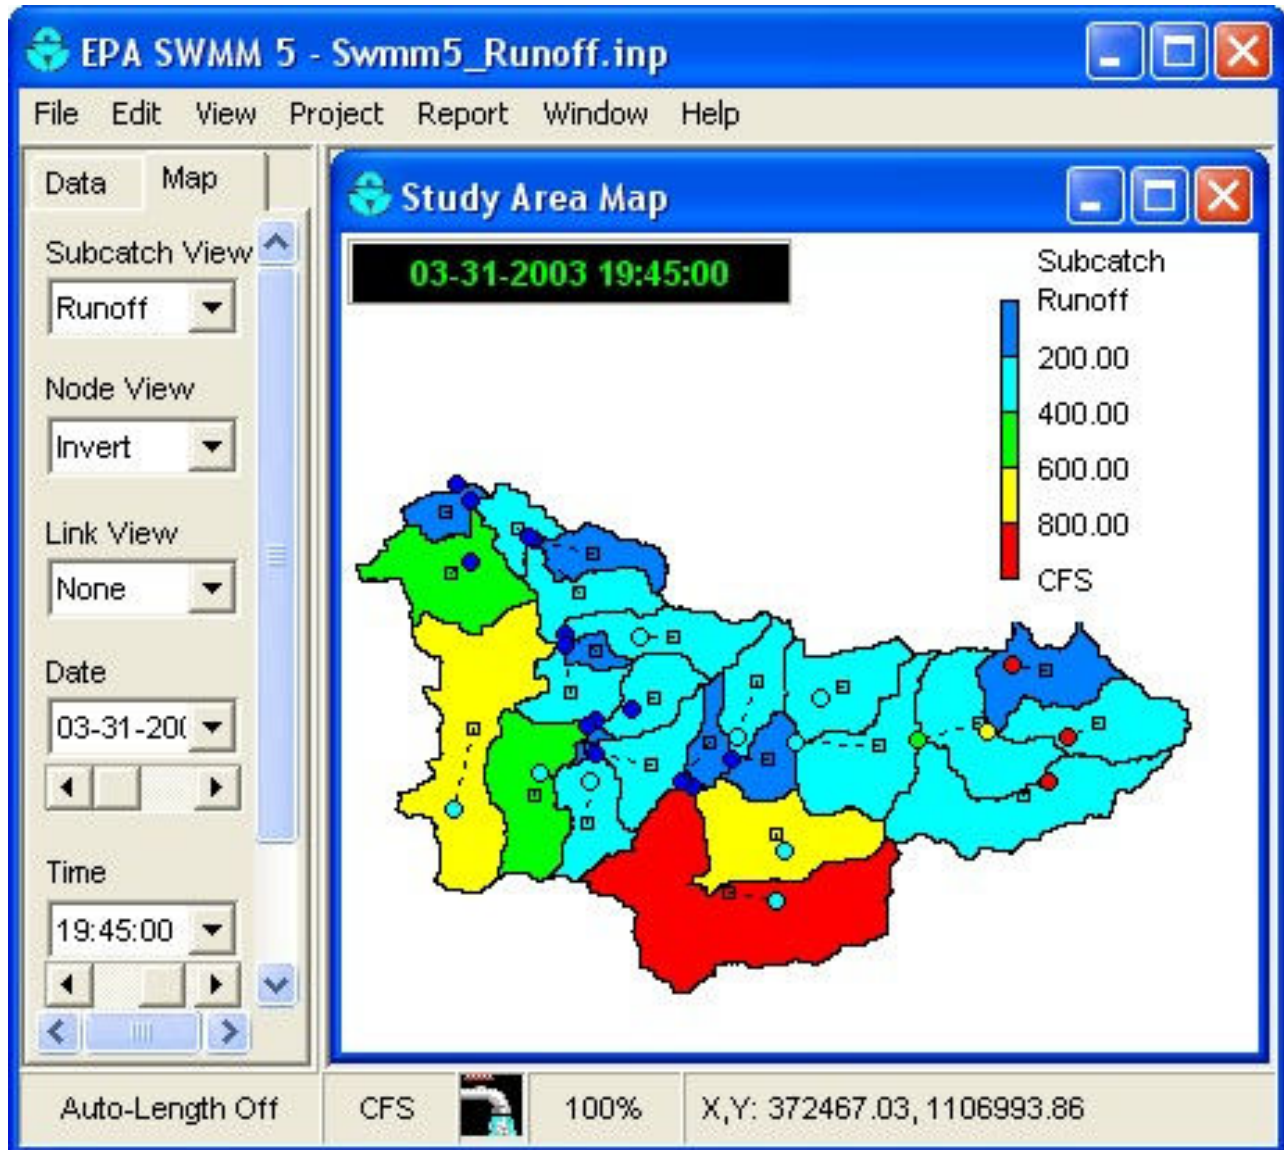 EPA SWMM 5 - Swmm5_Runoff.inp
File Edit View Project Report Window Help
Data Map
Subcatch View
Runoff
Node View
Invert
Link View
None
Date
03-31-200
Time
19:45:00
Study Area Map
03-31-2003 19:45:00
Subcatch
Runoff
200.00
400.00
600.00
800.00
CFS
Auto-Length Off CFS 100% X,Y: 372467.03, 1106993.86